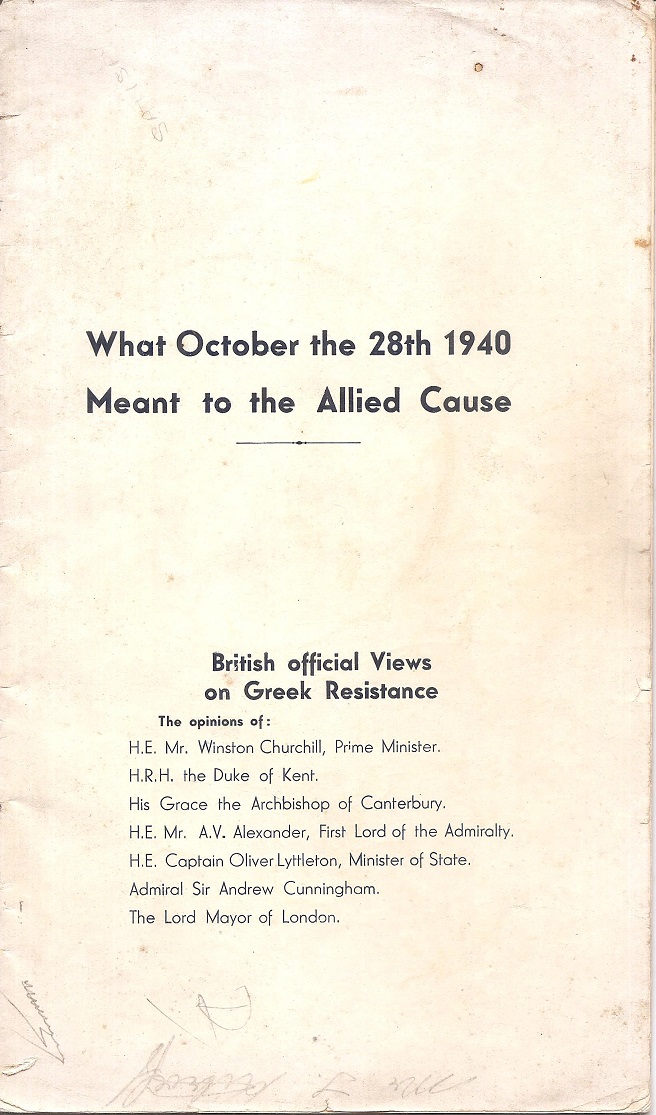 What October the 28th 1940
Meant to the Allied Cause
British official Views
on Greek Resistance
The opinions of:
H.E. Mr. Winston Churchill, Prime Minister.
H.R.H. the Duke of Kent.
His Grace the Archbishop of Canterbury.
H.E. Mr. A.V. Alexander, First Lord of the Admiralty.
H.E. Captain Oliver Lyttleton, Minister of State.
Admiral Sir Andrew Cunningham.
The Lord Mayor of London.